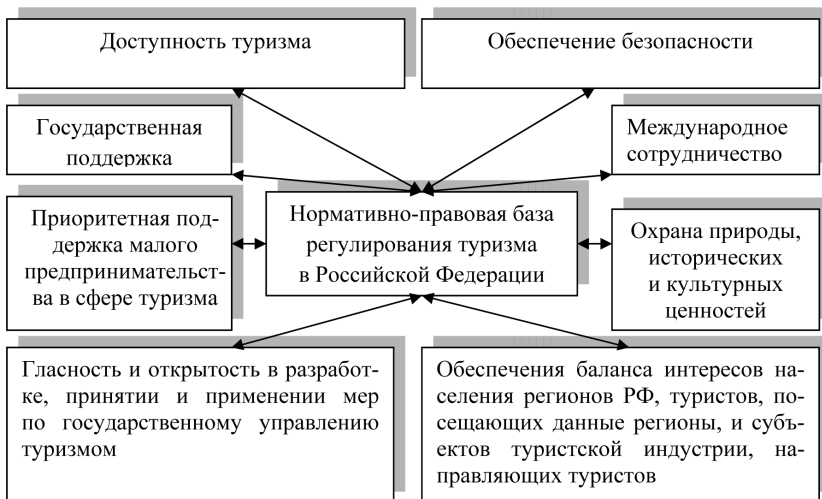 Доступность туризма
Обеспечение безопасности
Государственная
поддержка
Международное
сотрудничество
Приоритетная под-
держка малого
предпринимательст-
ва в сфере туризма
Нормативно-правовая база
регулирования туризма
в Российской Федерации
Охрана природы,
исторических
и культурных
ценностей
Гласность и открытость в разработ-
ке, принятии и применении мер
по государственному управлению
туризмом
Обеспечения баланса интересов на-
селения регионов РФ, туристов, по-
сещающих данные регионы, и субъ-
ектов туристской индустрии, на-
правляющих туристов